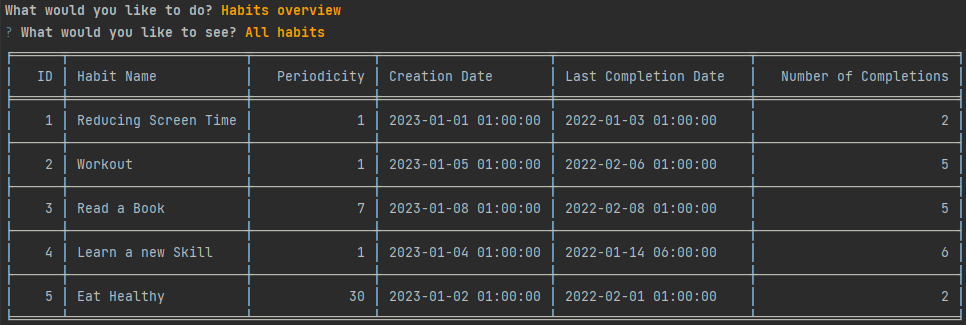 What would you like to do? Habits overview
? What would you like to see? All habits
ID Habit Name Periodicity Creation Date Last Completion Date Number of Completions
1 Reducing Screen Time 1 2023-01-01 01:00:00 2022-01-03 01:00:00 2
2 Workout 1 2023-01-05 01:00:00 2022-02-06 01:00:00 5
3 Read a Book 7 2023-01-08 01:00:00 2022-02-08 01:00:00 5
4 Learn a new Skill 1 2023-01-04 01:00:00 2022-01-14 06:00:00 6
5 Eat Healthy 30 2023-01-02 01:00:00 2022-02-01 01:00:00 2